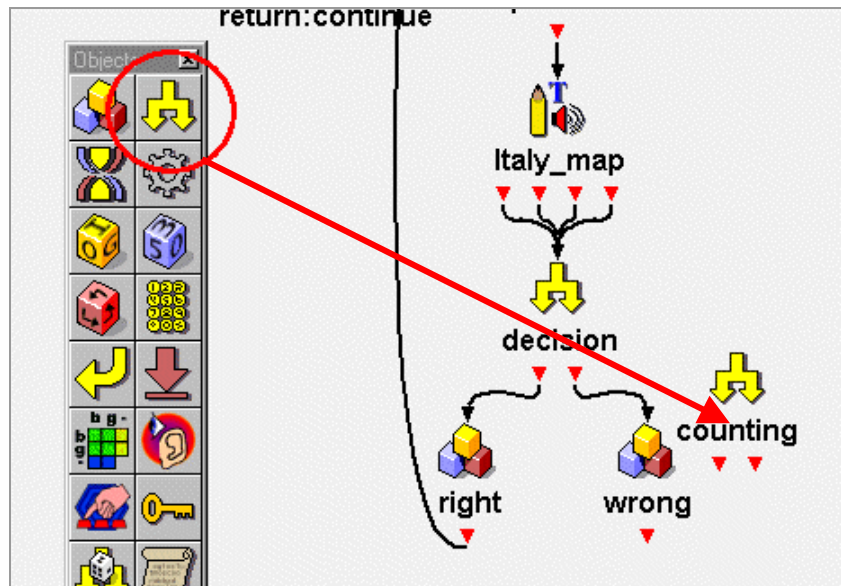 return:continue
Objects
Italy_map
decision
counting
right
wrong